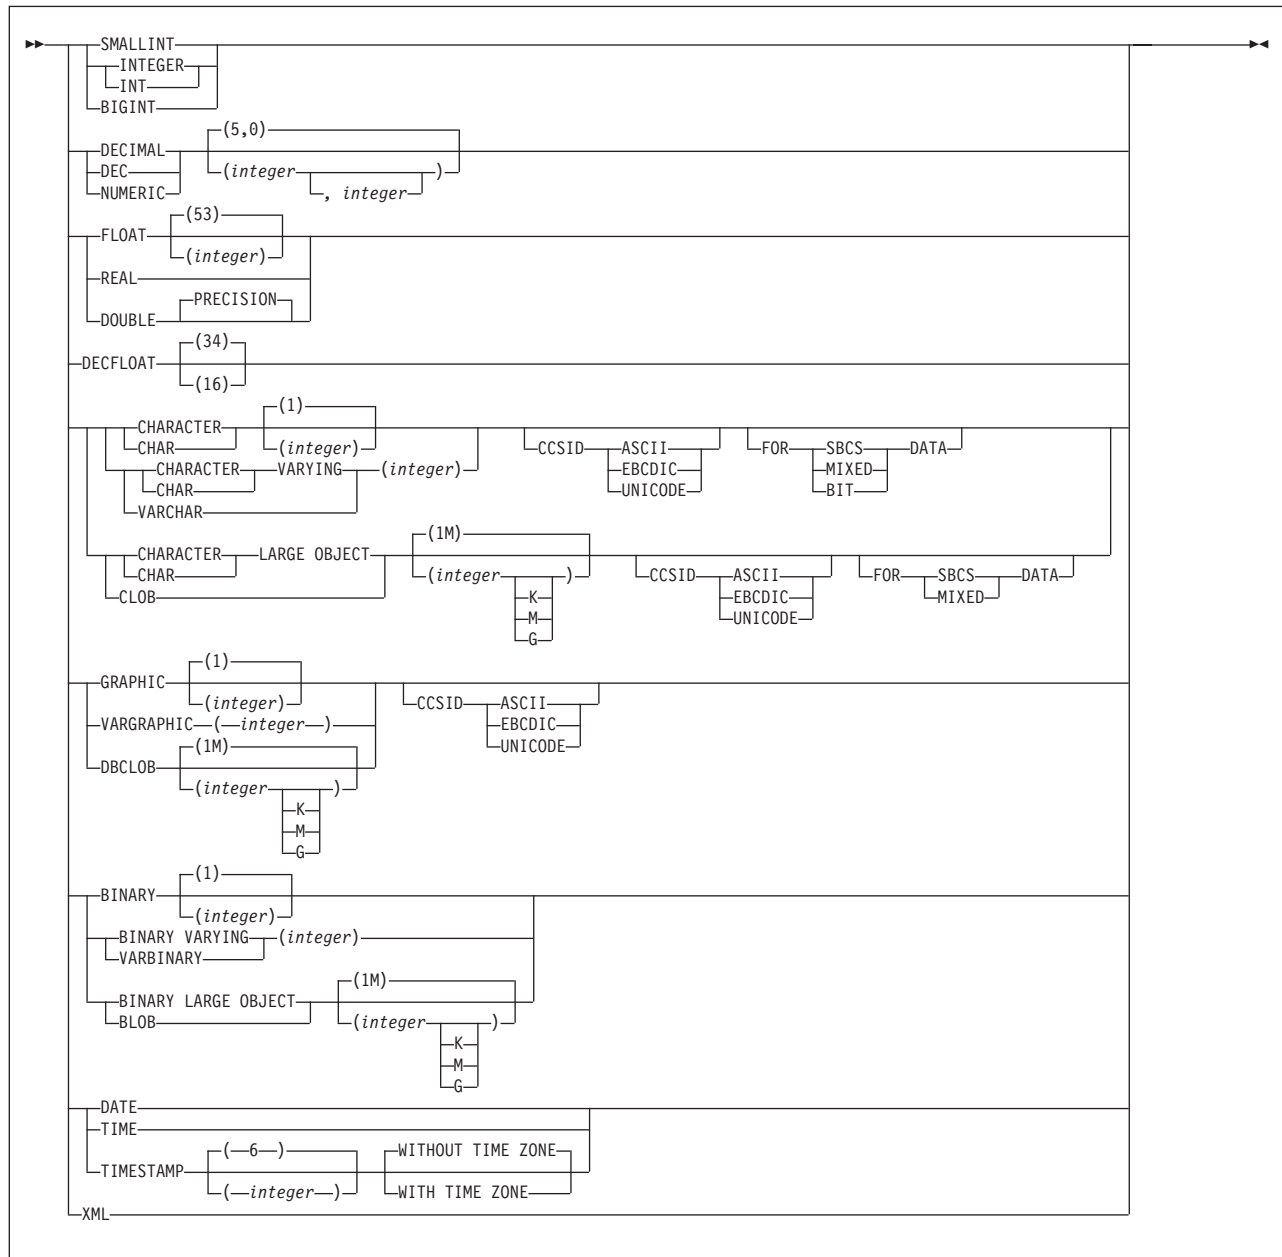 SMALLINT
INTEGER
INT
BIGINT
(5,0)
DECIMAL
DEC (integer )
NUMERIC , integer
(53)
FLOAT
(integer)
REAL
PRECISION
DOUBLE
(34)
DECFLOAT
(16)
(1)
CHARACTER
CHAR (integer) CCSID ASCII FOR SBCS DATA
CHARACTER VARYING (integer) EBCDIC MIXED
CHAR UNICODE BIT
VARCHAR
(1M)
CHARACTER LARGE OBJECT
CHAR (integer ) CCSID ASCII FOR SBCS DATA
CLOB K EBCDIC MIXED
M UNICODE
G
(1)
GRAPHIC
(integer) CCSID ASCII
VARGRAPHIC ( integer ) EBCDIC
(1M) UNICODE
DBCLOB
(integer )
K
M
G
(1)
BINARY
(integer)
BINARY VARYING (integer)
VARBINARY
(1M)
BINARY LARGE OBJECT
BLOB (integer )
K
M
G
DATE
TIME
( 6 ) WITHOUT TIME ZONE
TIMESTAMP
( integer ) WITH TIME ZONE
XML